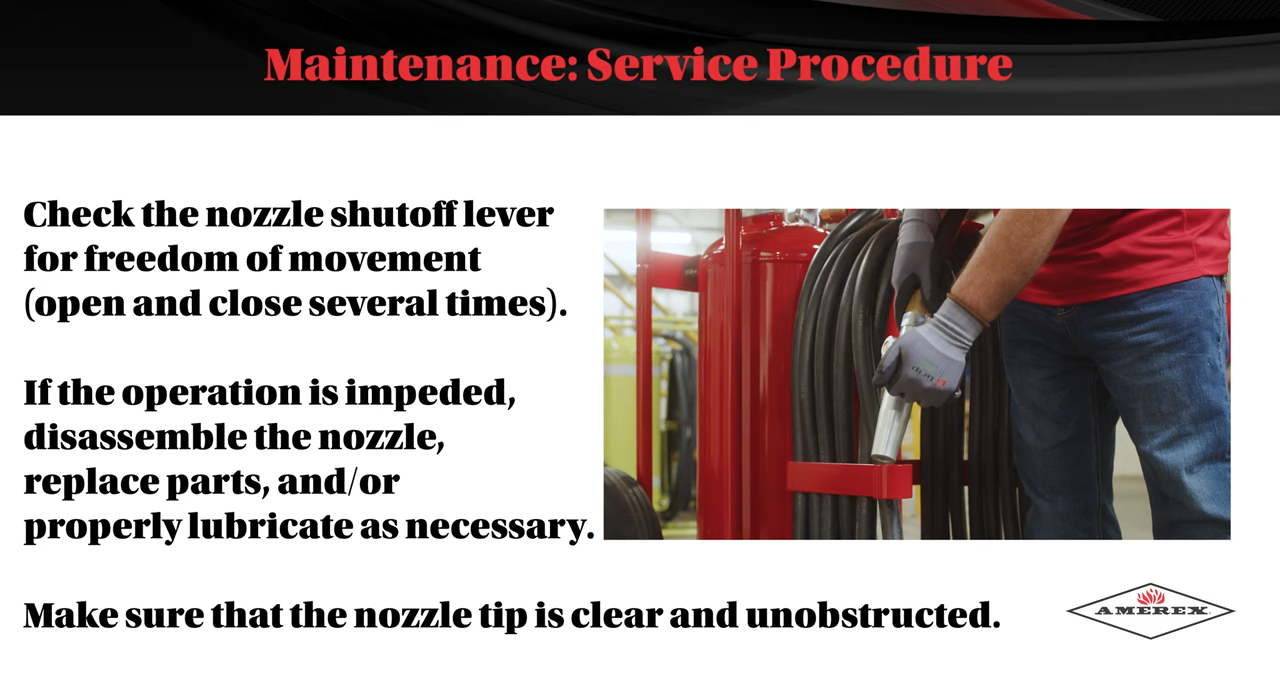 Maintenance: Service Procedure
Check the nozzle shutoff lever
for freedom of movement
(open and close several times).
If the operation is impeded,
disassemble the nozzle,
replace parts, and/or
properly lubricate as necessary.
Make sure that the nozzle tip is clear and unobstructed.
AMEREX